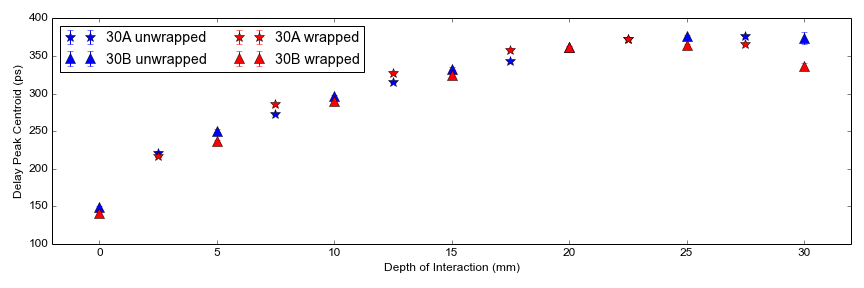 400
350
300
250
200
150
100
Delay Peak Centroid (ps)
30A unwrapped 30A wrapped
30B unwrapped 30B wrapped
0 5 10 15 20 25 30
Depth of Interaction (mm)